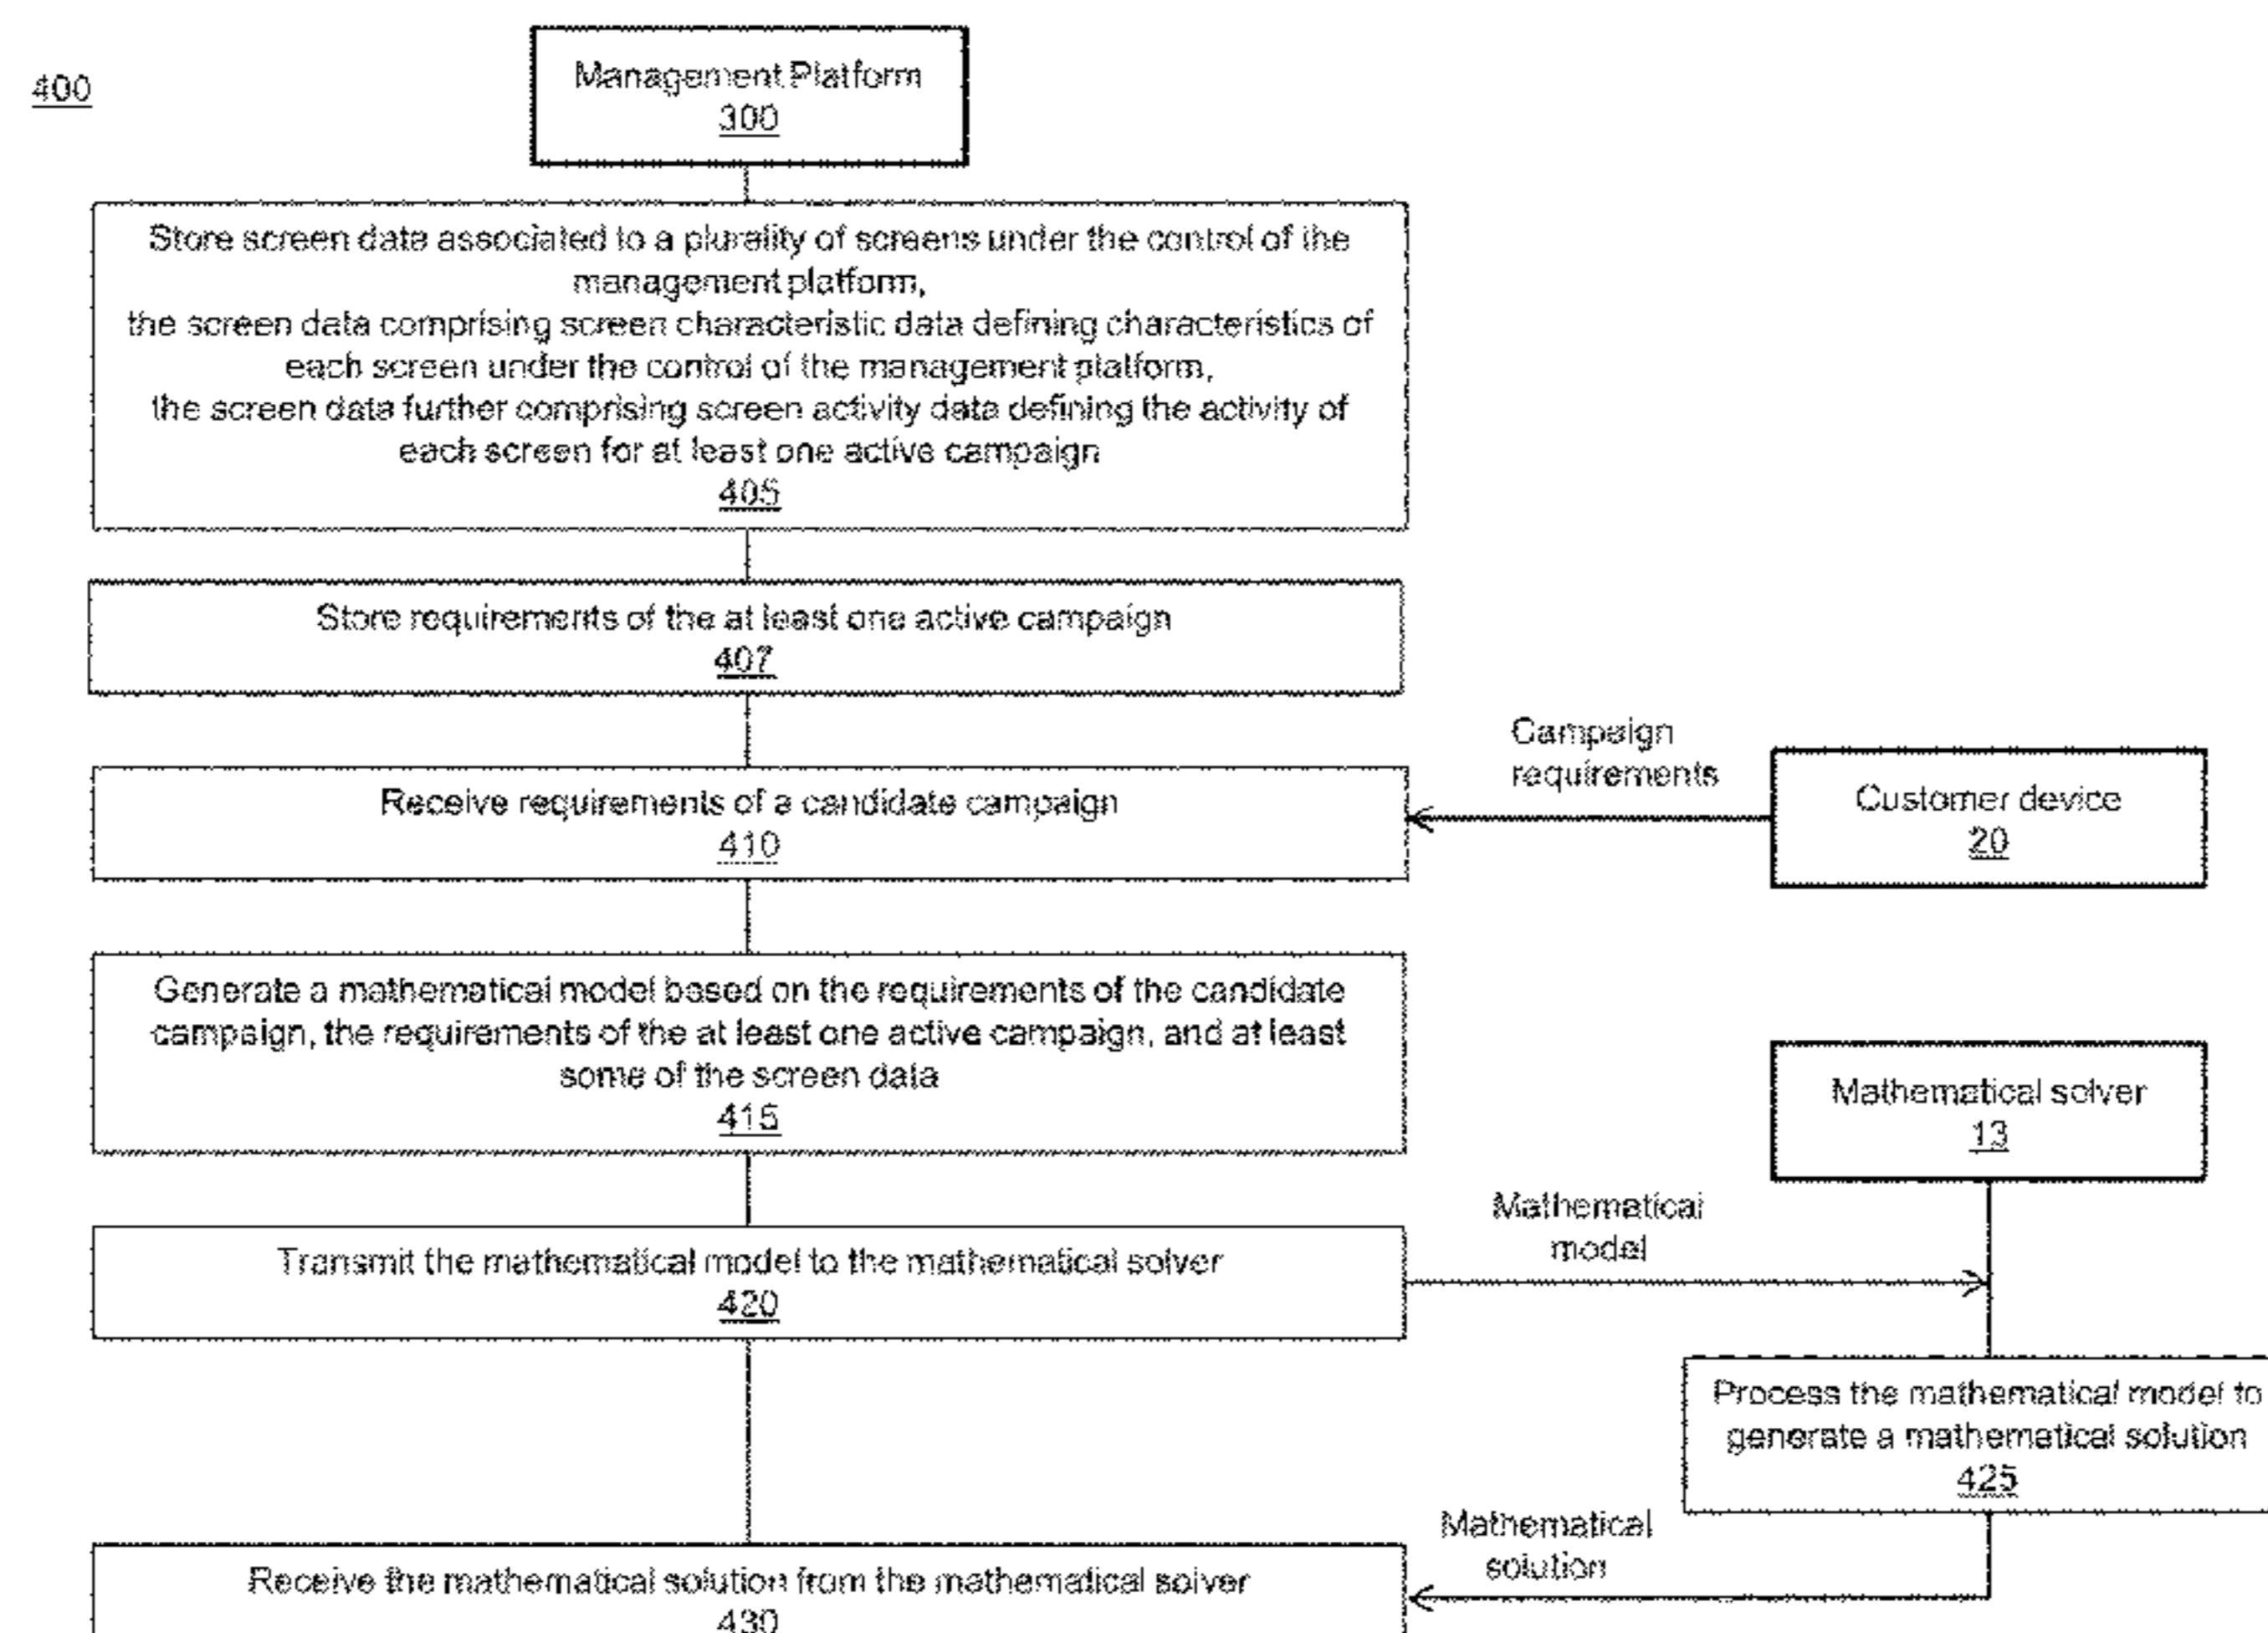 400
Management Platform
300
Store screen data associated to a plurality of screens under the control of the
management platform,
the screen data comprising screen characteristic data defining characteristics of
each screen under the control of the management platform,
the screen data further comprising screen activity data defining the activity of
each screen for at least one active campaign
405
Store requirements of the at least one active campaign
407
Receive requirements of a candidate campaign
410
Campaign
requirements
Customer device
20
Generate a mathematical model based on the requirements of the candidate
campaign, the requirements of the at least one active campaign, and at least
some of the screen data
415
Mathematical solver
13
Transmit the mathematical model to the mathematical solver
420
Mathematical
model
Process the mathematical model to
generate a mathematical solution
425
Mathematical
solution
Receive the mathematical solution from the mathematical solver
430